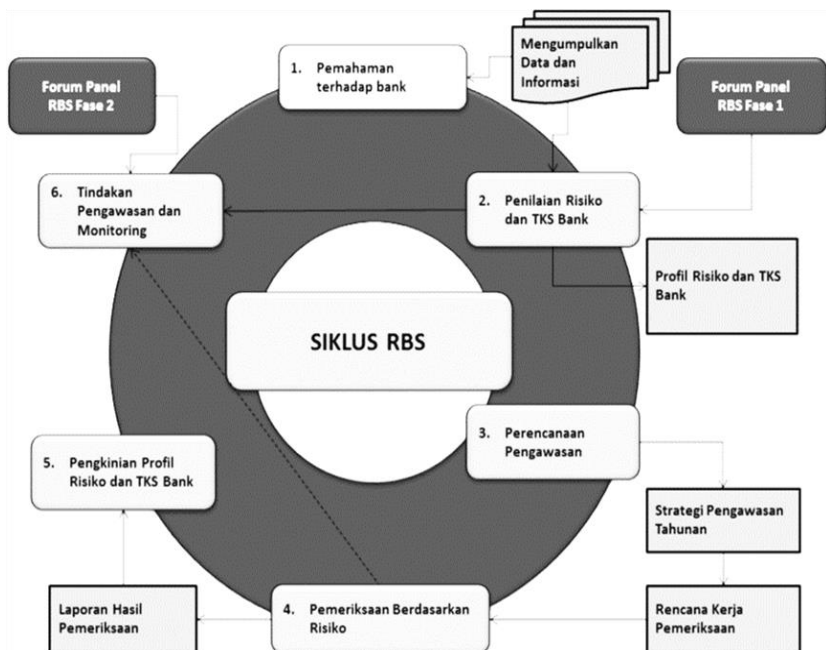 1. Pemahaman
terhadap bank
Mengumpulkan
Data dan
Informasi
Forum Panel
RBS Fase 2
Forum Panel
RBS Fase 1
6. Tindakan
Pengawasan dan
Monitoring
2. Penilaian Risiko
dan TKS Bank
Profil Risiko dan TKS
Bank
SIKLUS RBS
3. Perencanaan
Pengawasan
5. Pengkinian Profil
Risiko dan TKS Bank
Strategi Pengawasan
Tahunan
Laporan Hasil
Pemeriksaan
4. Pemeriksaan Berdasarkan
Risiko
Rencana Kerja
Pemeriksaan